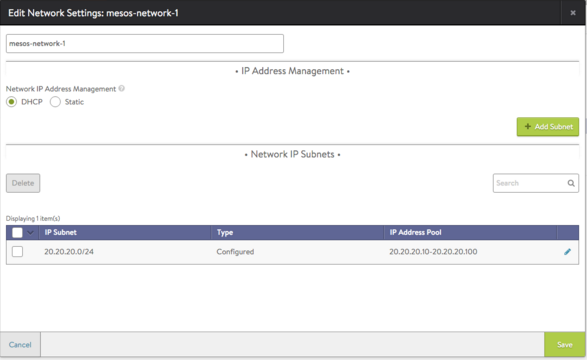 Edit Network Settings: mesos-network-1
mesos-network-1
• IP Address Management •
Network IP Address Management
DHCP Static
+ Add Subnet
• Network IP Subnets •
Delete
Search
Displaying 1 item(s)
IP Subnet Type IP Address Pool
20.20.20.0/24 Configured 20.20.20.10-20.20.20.100
Cancel
Save